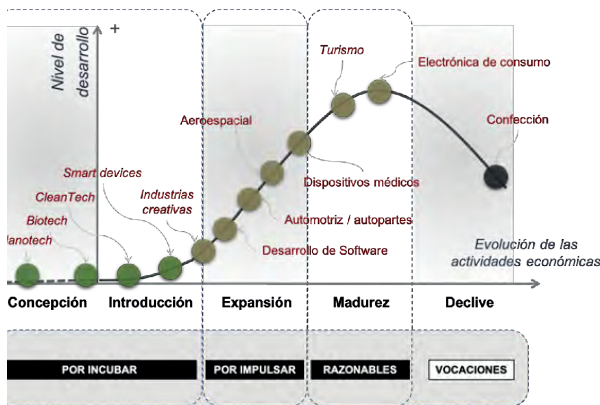 Nivel de
desarrollo
+
Turismo
Electrónica de consumo
Aeroespacial
Confección
Smart devices
Industrias
creativas
Dispositivos médicos
CleanTech
Biotech
Automotriz / autopartes
Desarrollo de Software
Evolución de las
actividades económicas
Concepción
Introducción
Expansión
Madurez
Declive
POR INCUBAR
POR IMPULSAR
RAZONABLES
VOCACIONES